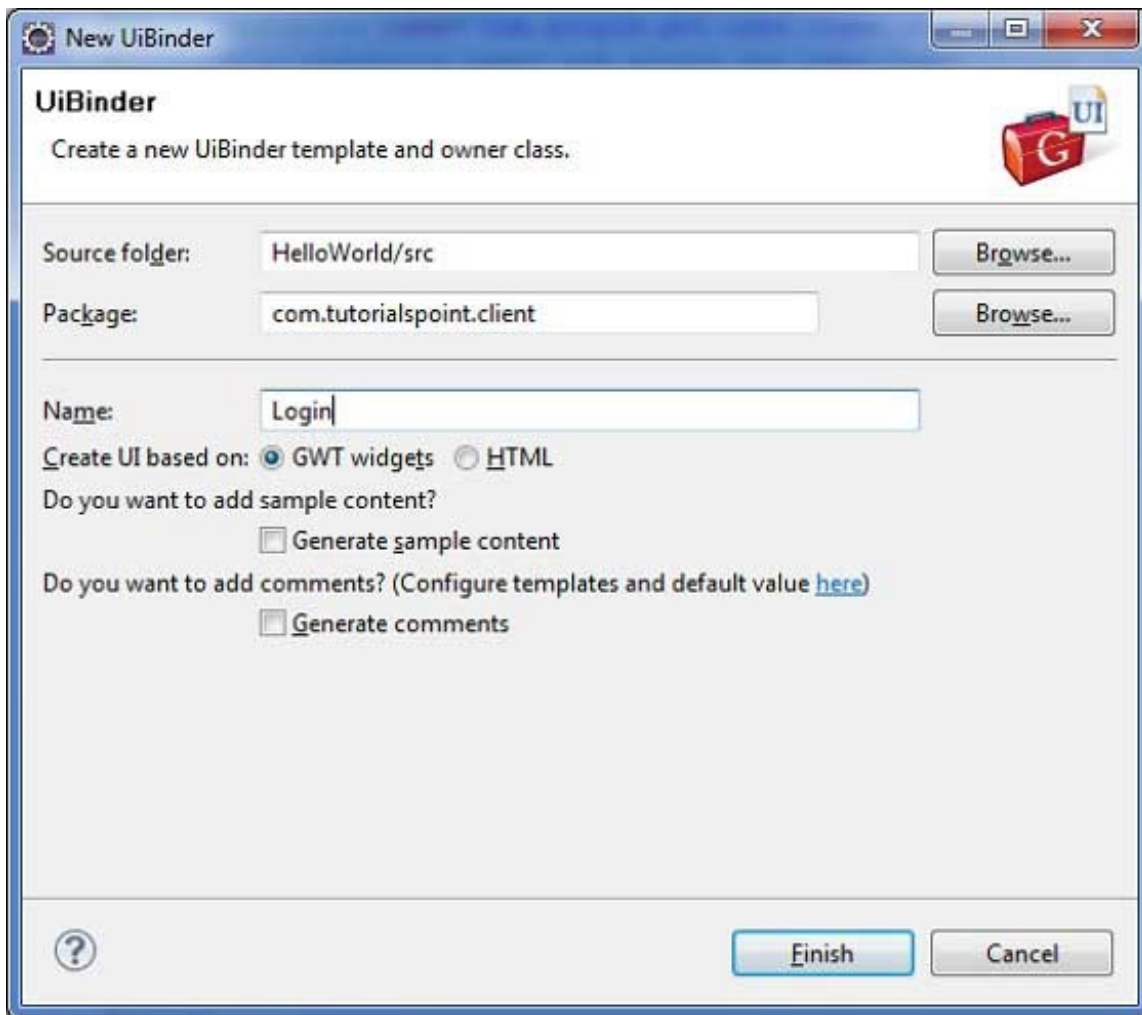 New UiBinder
UiBinder
Create a new UiBinder template and owner class.
UI
G
Source folder: HelloWorld/src Browse...
Package: com.tutorialspoint.client Browse...
Name: Login
Create UI based on: GWT widgets HTML
Do you want to add sample content?
Generate sample content
Do you want to add comments? (Configure templates and default value here)
Generate comments
? Finish Cancel